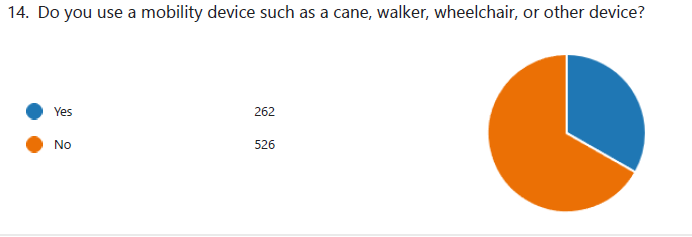 14. Do you use a mobility device such as a cane, walker, wheelchair, or other device?
Yes 262
No 526